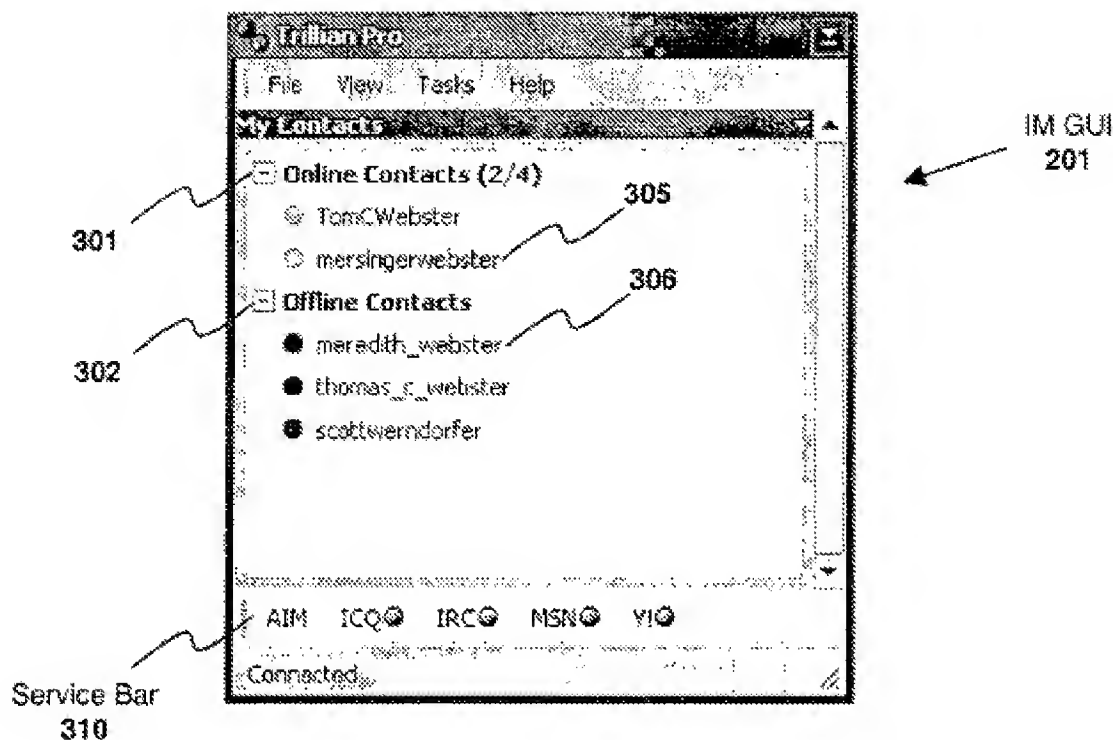 Trillian Pro
File View Tasks Help
My Contacts
IM GUI
201
Online Contacts (2/4)
305
TomCWebster
301
mersingerwebster
306
Offline Contacts
meredith_webster
302
thomas_c_webster
scottwerndorfer
AIM ICQ IRC MSN Y!
Connected
Service Bar
310